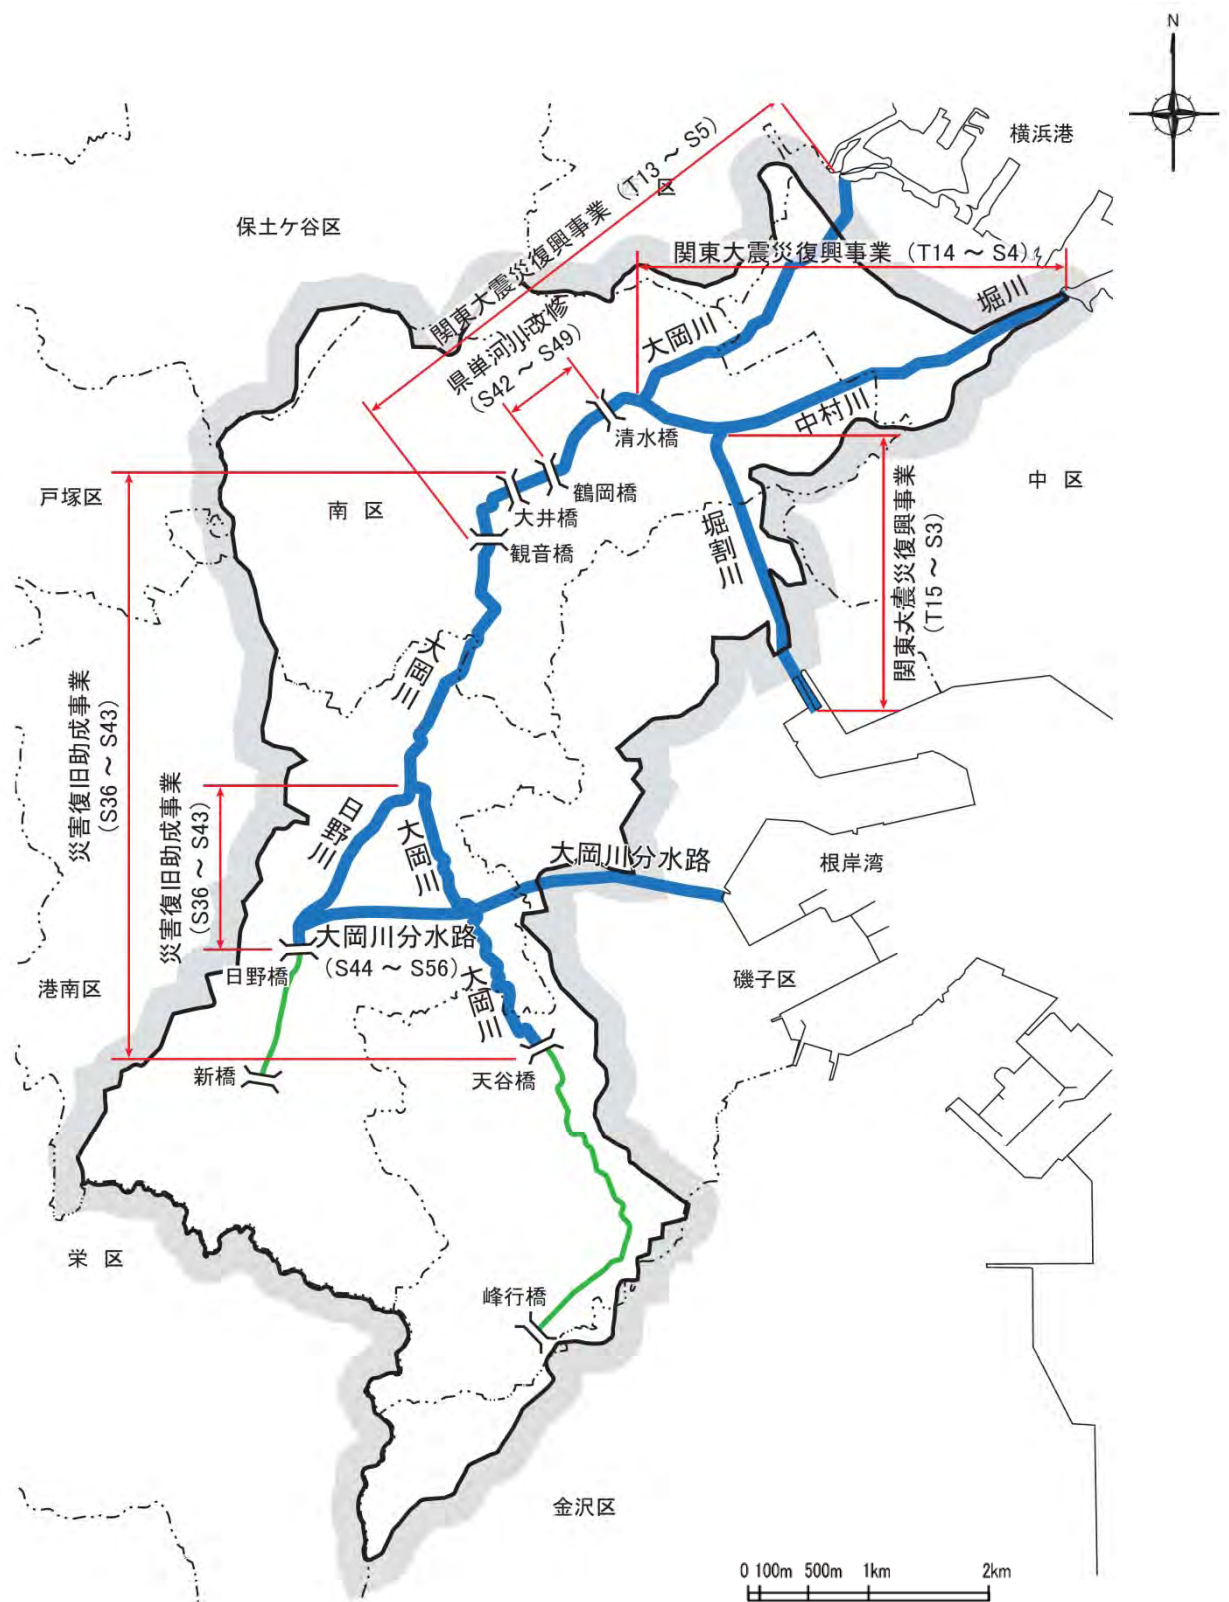 N
横浜港
関東大震災復興事業（T13 ～ S5）
区
保土ケ谷区
関東大震災復興事業（T14 ～ S4）
堀川
県単河川改修
（S42 ～ S49）
大岡川
中村川
清水橋
鶴岡橋
大井橋
観音橋
戸塚区
南 区
中 区
堀割川
関東大震災復興事業
（T15 ～ S3）
大岡川
災害復旧助成事業
（S36 ～ S43）
災害復旧助成事業
（S36 ～ S43）
日野川
大岡川
大岡川分水路
根岸湾
大岡川分水路
（S44 ～ S56）
日野橋
大岡川
港南区
磯子区
新橋
天谷橋
栄 区
峰行橋
金沢区
0 100m 500m 1km 2km